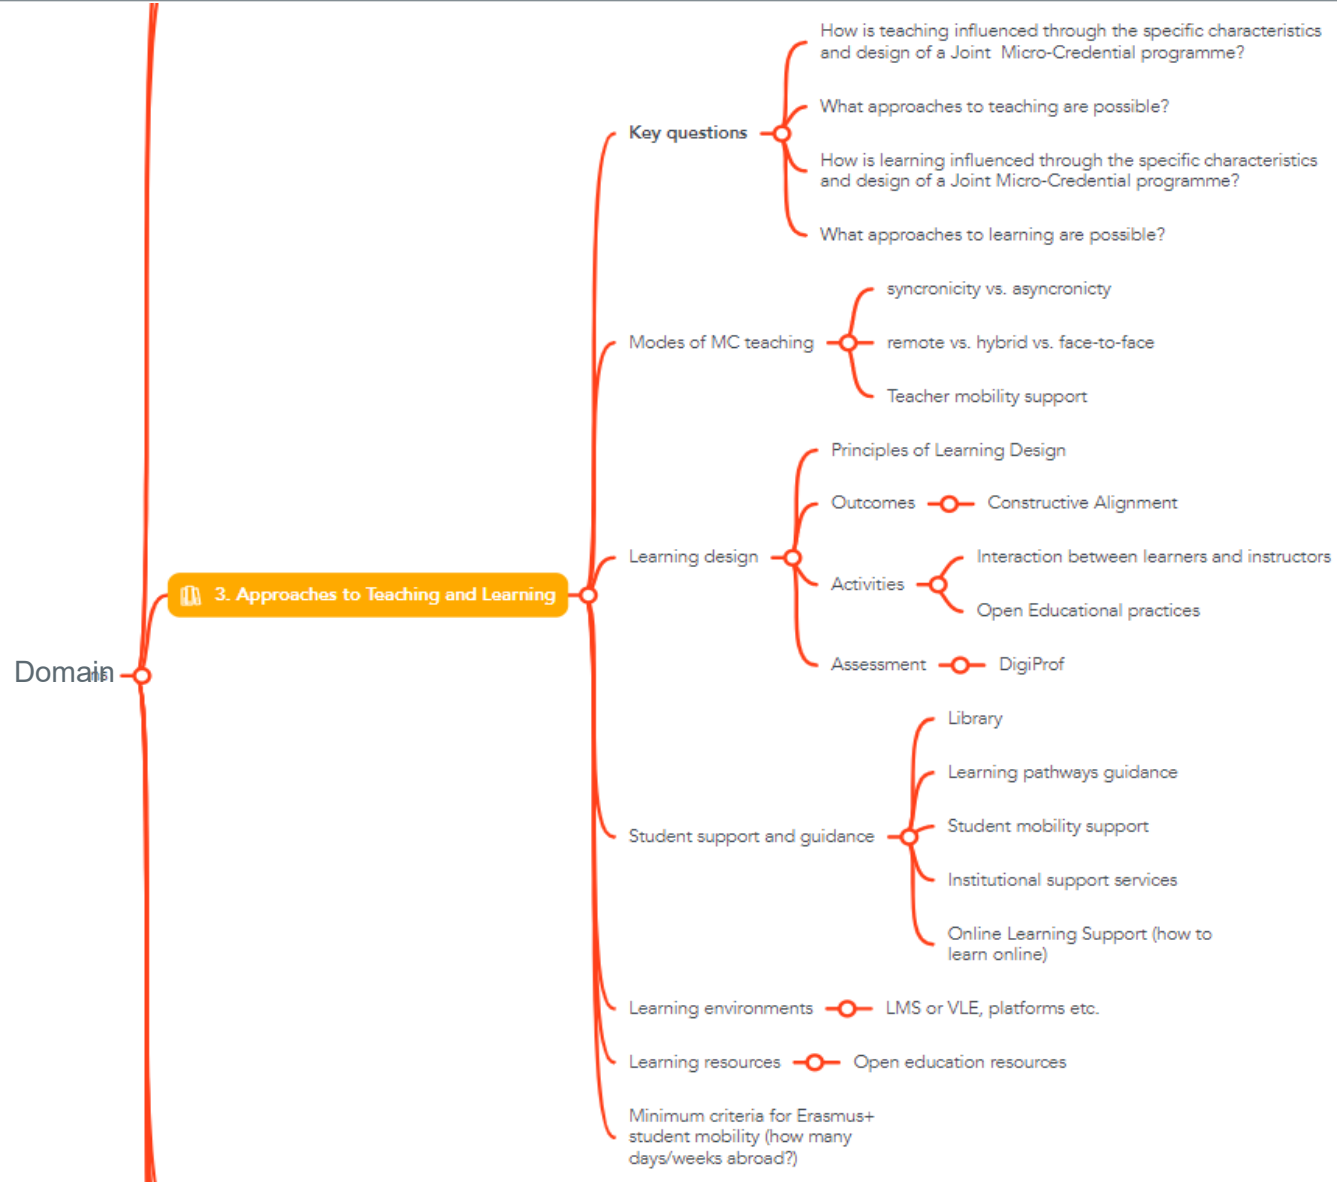 How is teaching influenced through the specific characteristics
and design of a Joint Micro-Credential programme?
What approaches to teaching are possible?
Key questions
How is learning influenced through the specific characteristics
and design of a Joint Micro-Credential programme?
What approaches to learning are possible?
syncronicity vs. asyncronicty
Modes of MC teaching
remote vs. hybrid vs. face-to-face
Teacher mobility support
Principles of Learning Design
Outcomes
Constructive Alignment
Learning design
Interaction between learners and instructors
Activities
Open Educational practices
3. Approaches to Teaching and Learning
Assessment
DigiProf
Domain
Library
Learning pathways guidance
Student mobility support
Student support and guidance
Institutional support services
Online Learning Support (how to
learn online)
Learning environments
LMS or VLE, platforms etc.
Learning resources
Open education resources
Minimum criteria for Erasmus+
student mobility (how many
days/weeks abroad?)